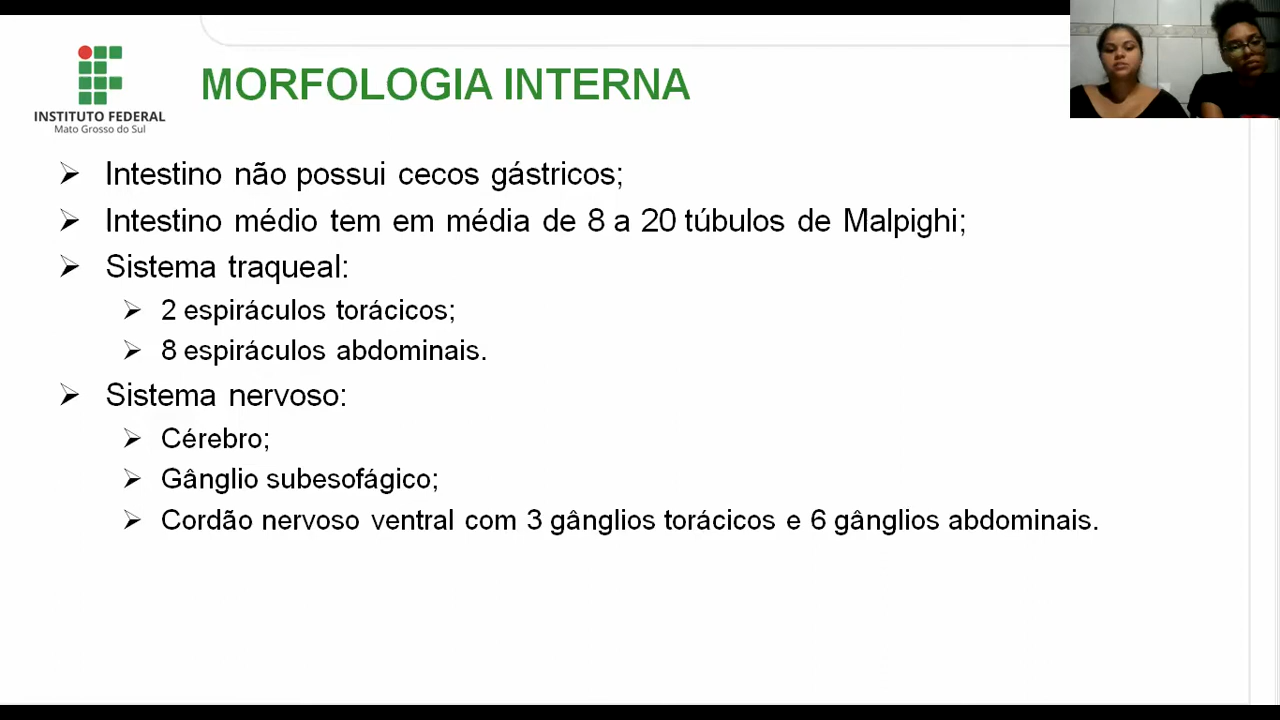 INSTITUTO FEDERAL
Mato Grosso do Sul
MORFOLOGIA INTERNA
Intestino não possui cecos gástricos;
Intestino médio tem em média de 8 a 20 túbulos de Malpighi;
Sistema traqueal:
2 espiráculos torácicos;
8 espiráculos abdominais.
Sistema nervoso:
Cérebro;
Gânglio subesofágico;
Cordão nervoso ventral com 3 gânglios torácicos e 6 gânglios abdominais.